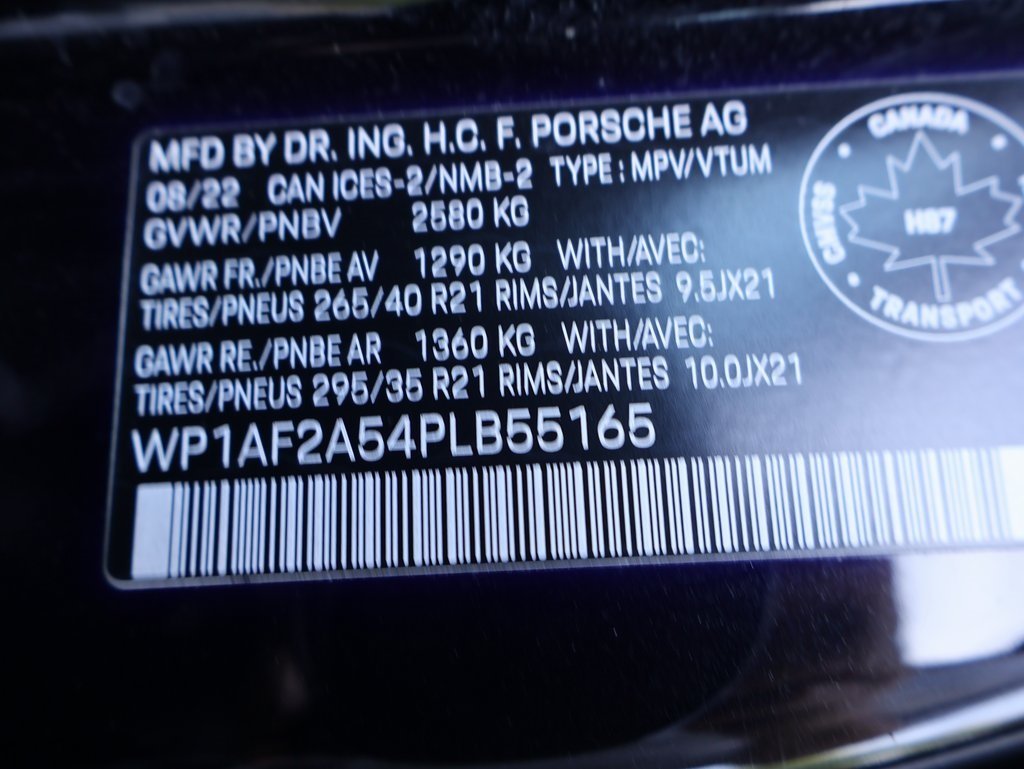 MFD BY DR. ING. H.C. F. PORSCHE AG
08/22 CAN ICES-2/NMB-2 TYPE: MPV/VTUM
GVWR/PNBV 2580 KG
GAWR FR./PNBE AV 1290 KG WITH/AVEC:
TIRES/PNEUS 265/40 R21 RIMS/JANTES 9.5JX21
GAWR RE./PNBE AR 1360 KG WITH/AVEC:
TIRES/PNEUS 295/35 R21 RIMS/JANTES 10.0JX21
WP1AF2A54PLB55165
CANADA
TRANSPORT